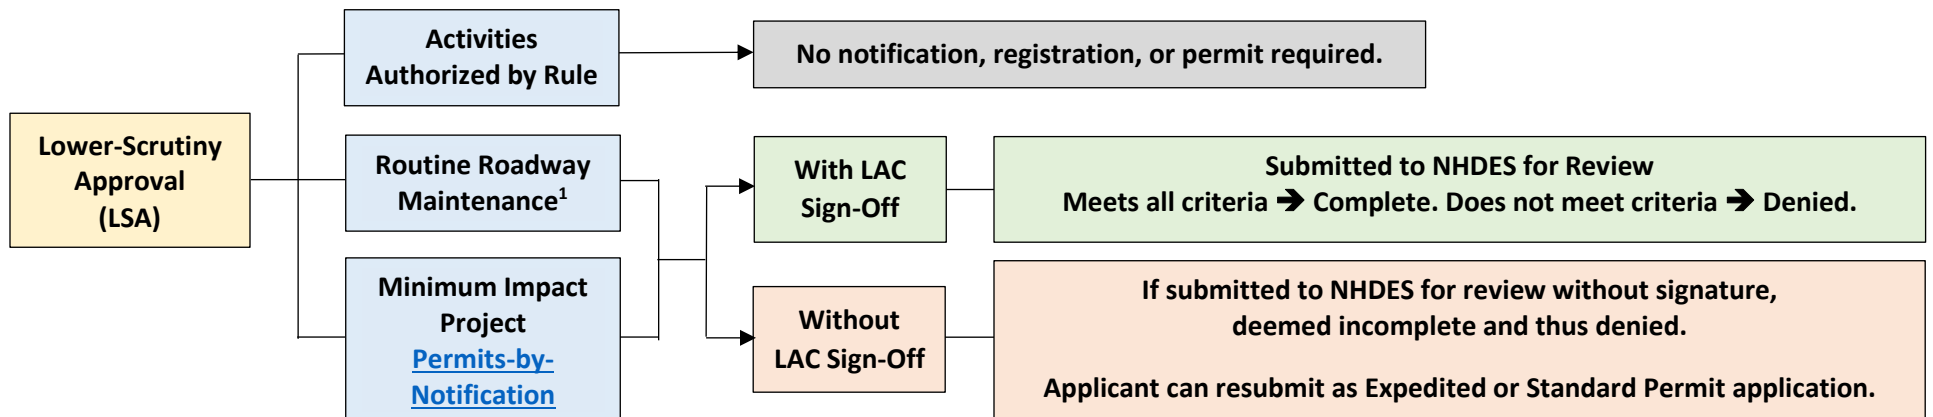 Activities
Authorized by Rule
No notification, registration, or permit required.
Lower-Scrutiny
Approval
(LSA)
Routine Roadway
Maintenance¹
With LAC
Sign-Off
Submitted to NHDES for Review
Meets all criteria 🡺 Complete. Does not meet criteria 🡺 Denied.
Minimum Impact
Project
Permits-by-
Notification
Without
LAC Sign-Off
If submitted to NHDES for review without signature,
deemed incomplete and thus denied.
Applicant can resubmit as Expedited or Standard Permit application.